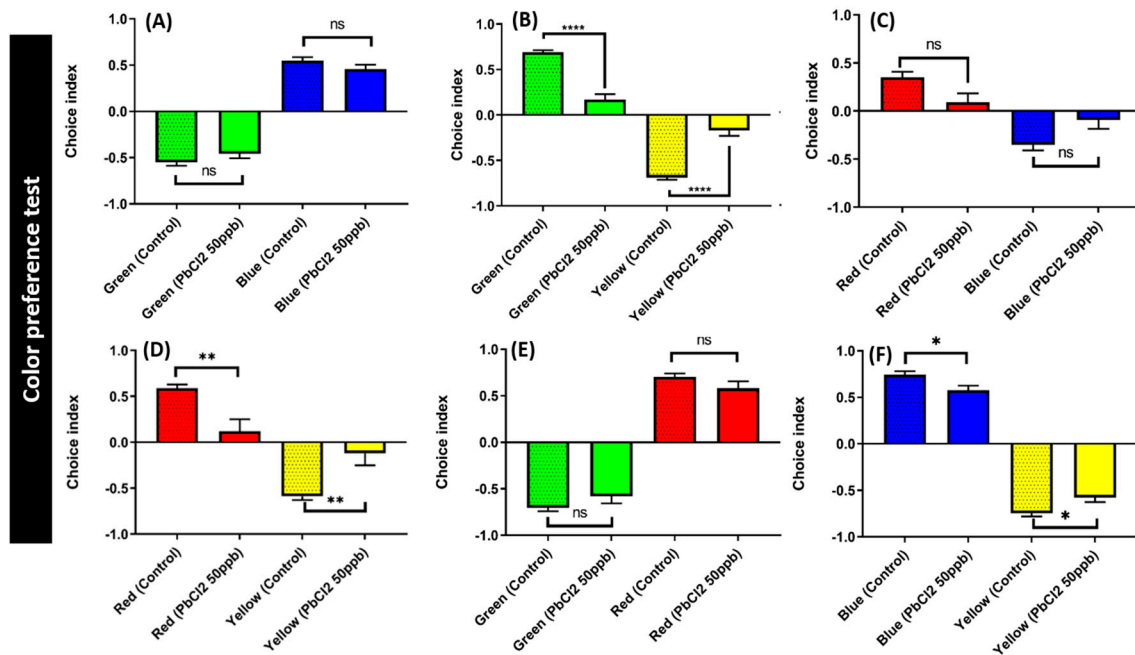 Color preference test
(A)
Choice index
1.0
0.5
0.0
-0.5
-1.0
ns
ns
Green (Control)
Green (PbCl2 50ppb)
Blue (Control)
Blue (PbCl2 50ppb)
(B)
Choice index
1.0
0.5
0.0
-0.5
-1.0
****
****
Green (Control)
Green (PbCl2 50ppb)
Yellow (Control)
Yellow (PbCl2 50ppb)
(C)
Choice index
1.0
0.5
0.0
-0.5
-1.0
ns
ns
Red (Control)
Red (PbCl2 50ppb)
Blue (Control)
Blue (PbCl2 50ppb)
(D)
Choice index
1.0
0.5
0.0
-0.5
-1.0
**
**
Red (Control)
Red (PbCl2 50ppb)
Yellow (Control)
Yellow (PbCl2 50ppb)
(E)
Choice index
1.0
0.5
0.0
-0.5
-1.0
ns
ns
Green (Control)
Green (PbCl2 50ppb)
Red (Control)
Red (PbCl2 50ppb)
(F)
Choice index
1.0
0.5
0.0
-0.5
-1.0
*
*
Blue (Control)
Blue (PbCl2 50ppb)
Yellow (Control)
Yellow (PbCl2 50ppb)